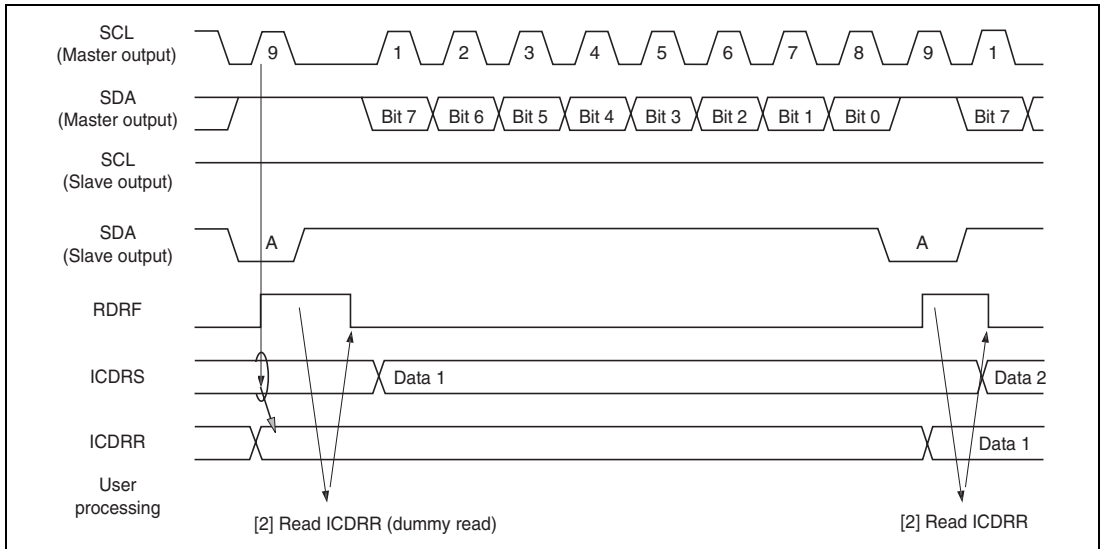 SCL
(Master output)
9 1 2 3 4 5 6 7 8 9 1
SDA
(Master output)
Bit 7 Bit 6 Bit 5 Bit 4 Bit 3 Bit 2 Bit 1 Bit 0 Bit 7
SCL
(Slave output)
SDA
(Slave output)
A A
RDRF
ICDRS
Data 1 Data 2
ICDRR
Data 1
User
processing
[2] Read ICDRR (dummy read) [2] Read ICDRR